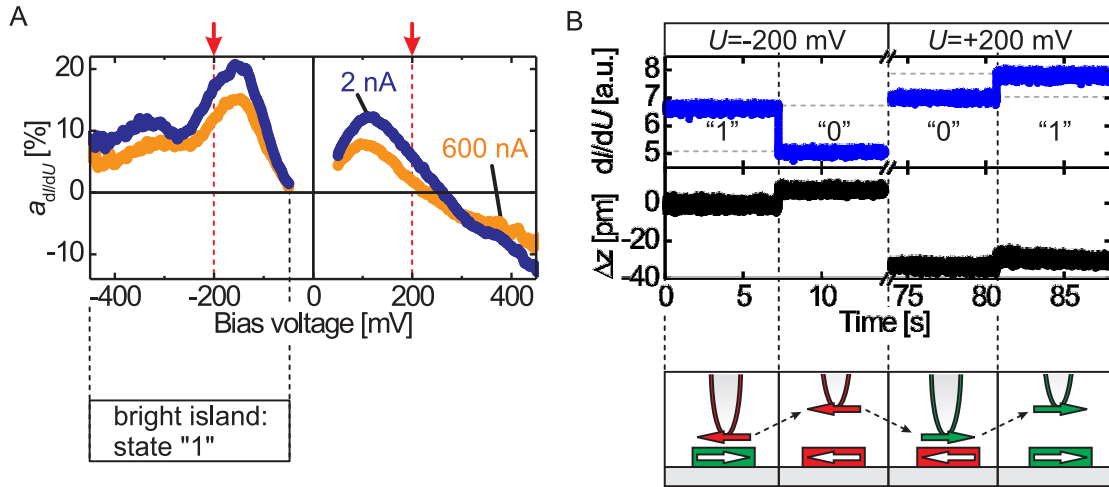 A
20
10
0
-10
a_dI/dU [%]
2 nA
600 nA
-400
-200
0
200
400
Bias voltage [mV]
bright island:
state "1"
B
U=-200 mV
U=+200 mV
8
7
6
5
dI/dU [a.u.]
“1”
“0”
“0”
“1”
0
-20
-40
Δz [pm]
0
5
10
75
80
85
Time [s]